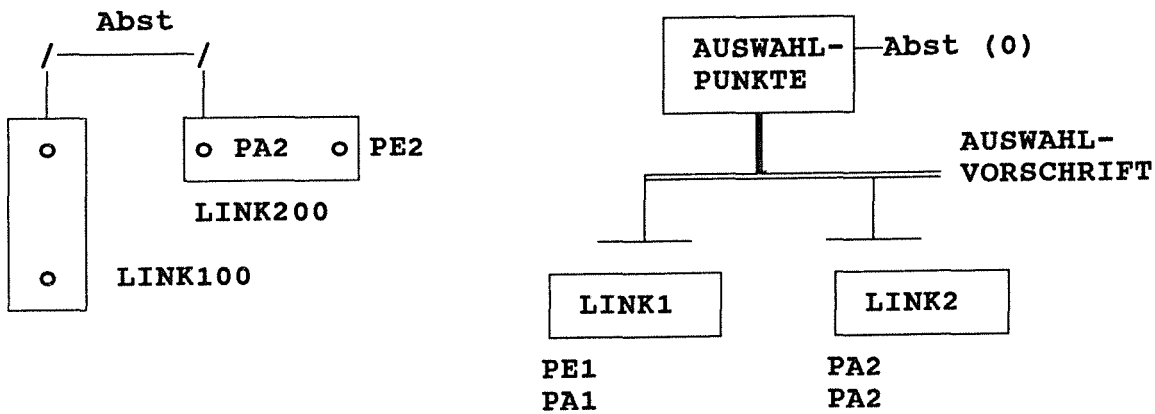 Abst
PA2
PE2
LINK200
LINK100
AUSWAHL-
PUNKTE
Abst (0)
AUSWAHL-
VORSCHRIFT
LINK1
LINK2
PE1
PA1
PA2
PA2